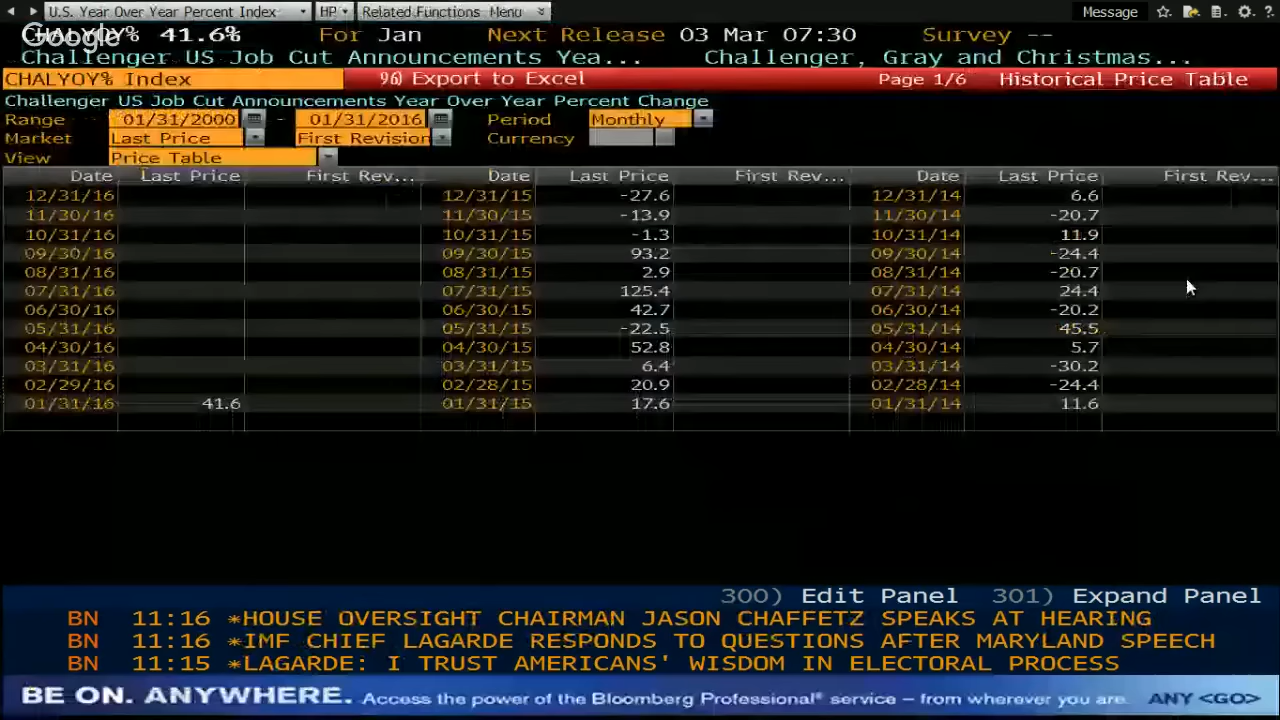 U.S. Year Over Year Percent Index HP Related Functions Menu Message
Google
CHALYOY% 41.6% For Jan Next Release 03 Mar 07:30 Survey --
Challenger US Job Cut Announcements Yea... Challenger, Gray and Christmas...
CHALYOY% Index 96) Export to Excel Page 1/6 Historical Price Table
Challenger US Job Cut Announcements Year Over Year Percent Change
Range 01/31/2000 - 01/31/2016 Period Monthly
Market Last Price First Revision Currency
View Price Table
Date Last Price First Rev... Date Last Price First Rev... Date Last Price First Rev...
12/31/16 12/31/15 -27.6 12/31/14 6.6
11/30/16 11/30/15 -13.9 11/30/14 -20.7
10/31/16 10/31/15 -1.3 10/31/14 11.9
09/30/16 09/30/15 93.2 09/30/14 -24.4
08/31/16 08/31/15 2.9 08/31/14 -20.7
07/31/16 07/31/15 125.4 07/31/14 24.4
06/30/16 06/30/15 42.7 06/30/14 -20.2
05/31/16 05/31/15 -22.5 05/31/14 45.5
04/30/16 04/30/15 52.8 04/30/14 5.7
03/31/16 03/31/15 6.4 03/31/14 -30.2
02/29/16 02/28/15 20.9 02/28/14 -24.4
01/31/16 41.6 01/31/15 17.6 01/31/14 11.6
300) Edit Panel 301) Expand Panel
BN 11:16 *HOUSE OVERSIGHT CHAIRMAN JASON CHAFFETZ SPEAKS AT HEARING
BN 11:16 *IMF CHIEF LAGARDE RESPONDS TO QUESTIONS AFTER MARYLAND SPEECH
BN 11:15 *LAGARDE: I TRUST AMERICANS' WISDOM IN ELECTORAL PROCESS
BE ON. ANYWHERE. Access the power of the Bloomberg Professional® service – from wherever you are. ANY <GO>